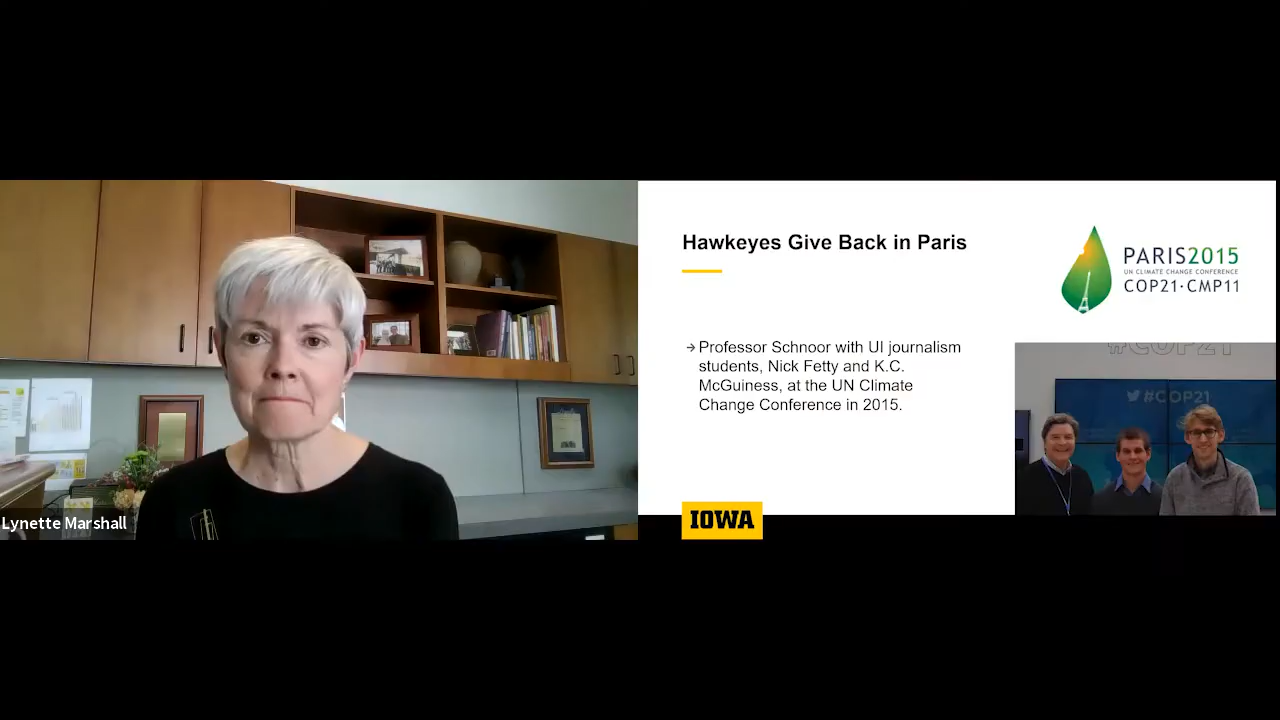 Lynette Marshall
Hawkeyes Give Back in Paris
→ Professor Schnoor with UI journalism
students, Nick Fetty and K.C.
McGuiness, at the UN Climate
Change Conference in 2015.
IOWA
PARIS2015
UN CLIMATE CHANGE CONFERENCE
COP21·CMP11
#COP21
#COP21